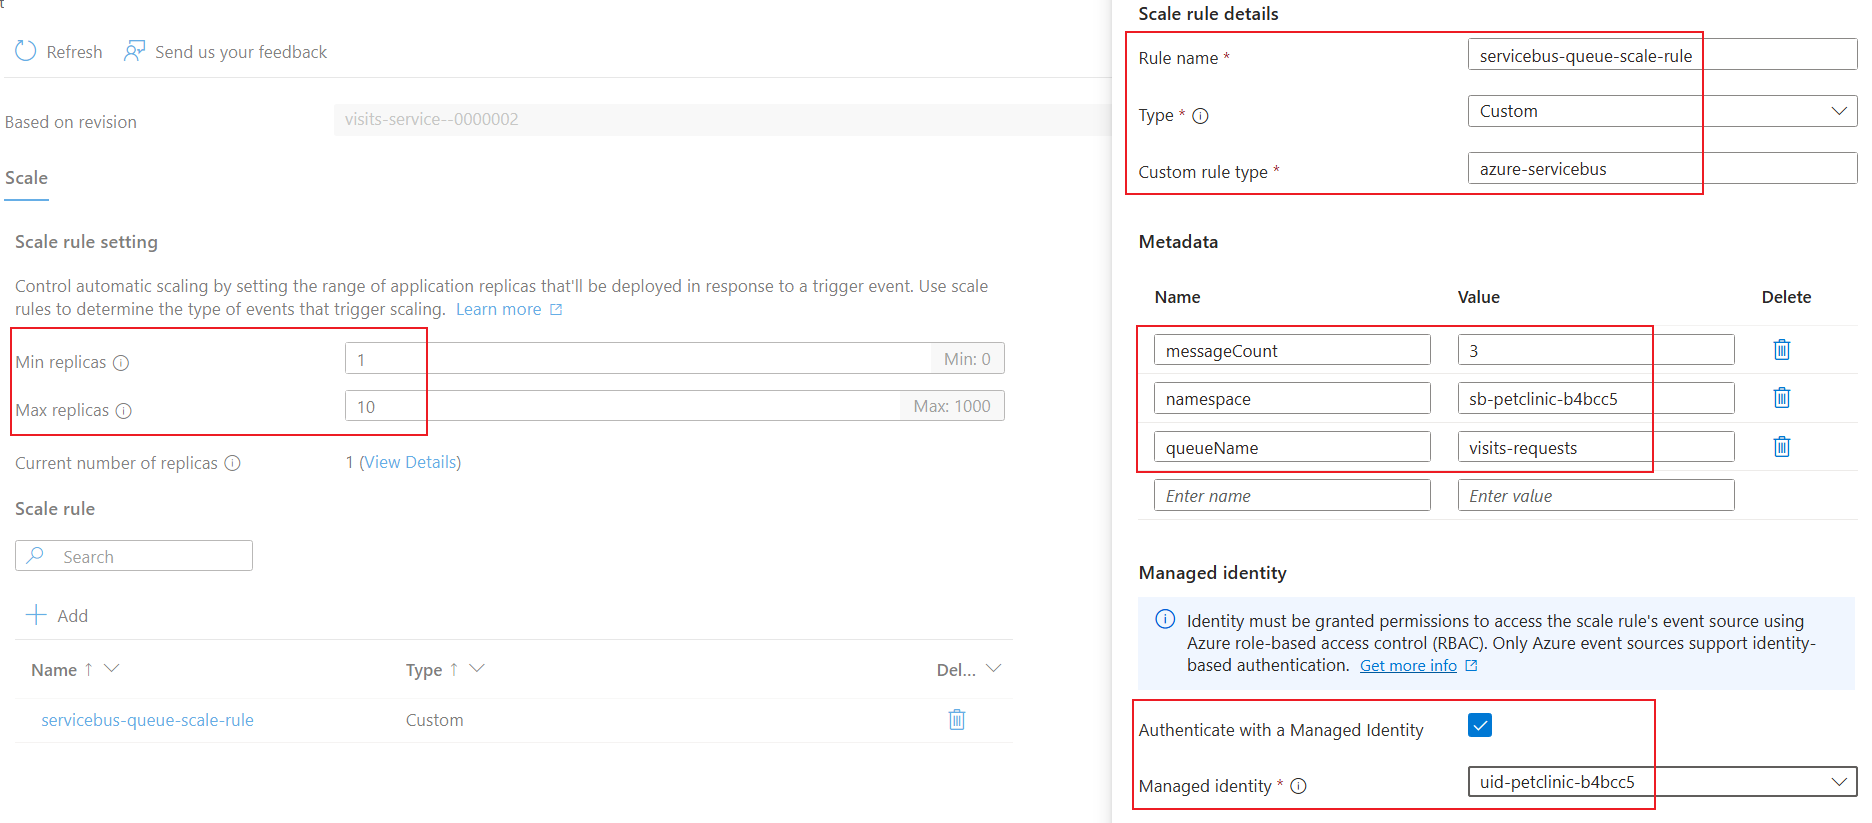 Refresh
Send us your feedback
Based on revision
visits-service--0000002
Scale
Scale rule setting
Control automatic scaling by setting the range of application replicas that'll be deployed in response to a trigger event. Use scale
rules to determine the type of events that trigger scaling. Learn more
Min replicas
1
Min: 0
Max replicas
10
Max: 1000
Current number of replicas
1 (View Details)
Scale rule
Search
Add
Name ↑
Type ↑
Del...
servicebus-queue-scale-rule
Custom
Scale rule details
Rule name *
servicebus-queue-scale-rule
Type *
Custom
Custom rule type *
azure-servicebus
Metadata
Name
Value
Delete
messageCount
3
namespace
sb-petclinic-b4bcc5
queueName
visits-requests
Enter name
Enter value
Managed identity
Identity must be granted permissions to access the scale rule's event source using
Azure role-based access control (RBAC). Only Azure event sources support identity-
based authentication. Get more info
Authenticate with a Managed Identity
Managed identity *
uid-petclinic-b4bcc5